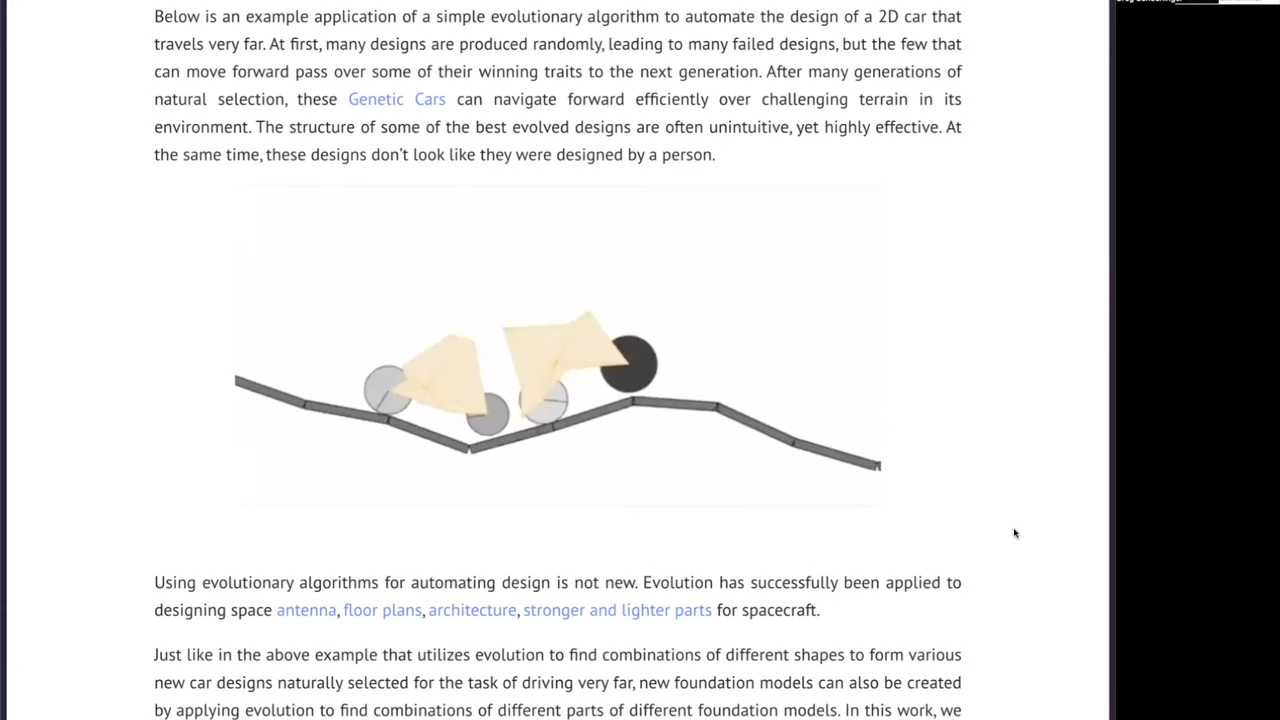 Below is an example application of a simple evolutionary algorithm to automate the design of a 2D car that
travels very far. At first, many designs are produced randomly, leading to many failed designs, but the few that
can move forward pass over some of their winning traits to the next generation. After many generations of
natural selection, these Genetic Cars can navigate forward efficiently over challenging terrain in its
environment. The structure of some of the best evolved designs are often unintuitive, yet highly effective. At
the same time, these designs don't look like they were designed by a person.
Using evolutionary algorithms for automating design is not new. Evolution has successfully been applied to
designing space antenna, floor plans, architecture, stronger and lighter parts for spacecraft.
Just like in the above example that utilizes evolution to find combinations of different shapes to form various
new car designs naturally selected for the task of driving very far, new foundation models can also be created
by applying evolution to find combinations of different parts of different foundation models. In this work, we